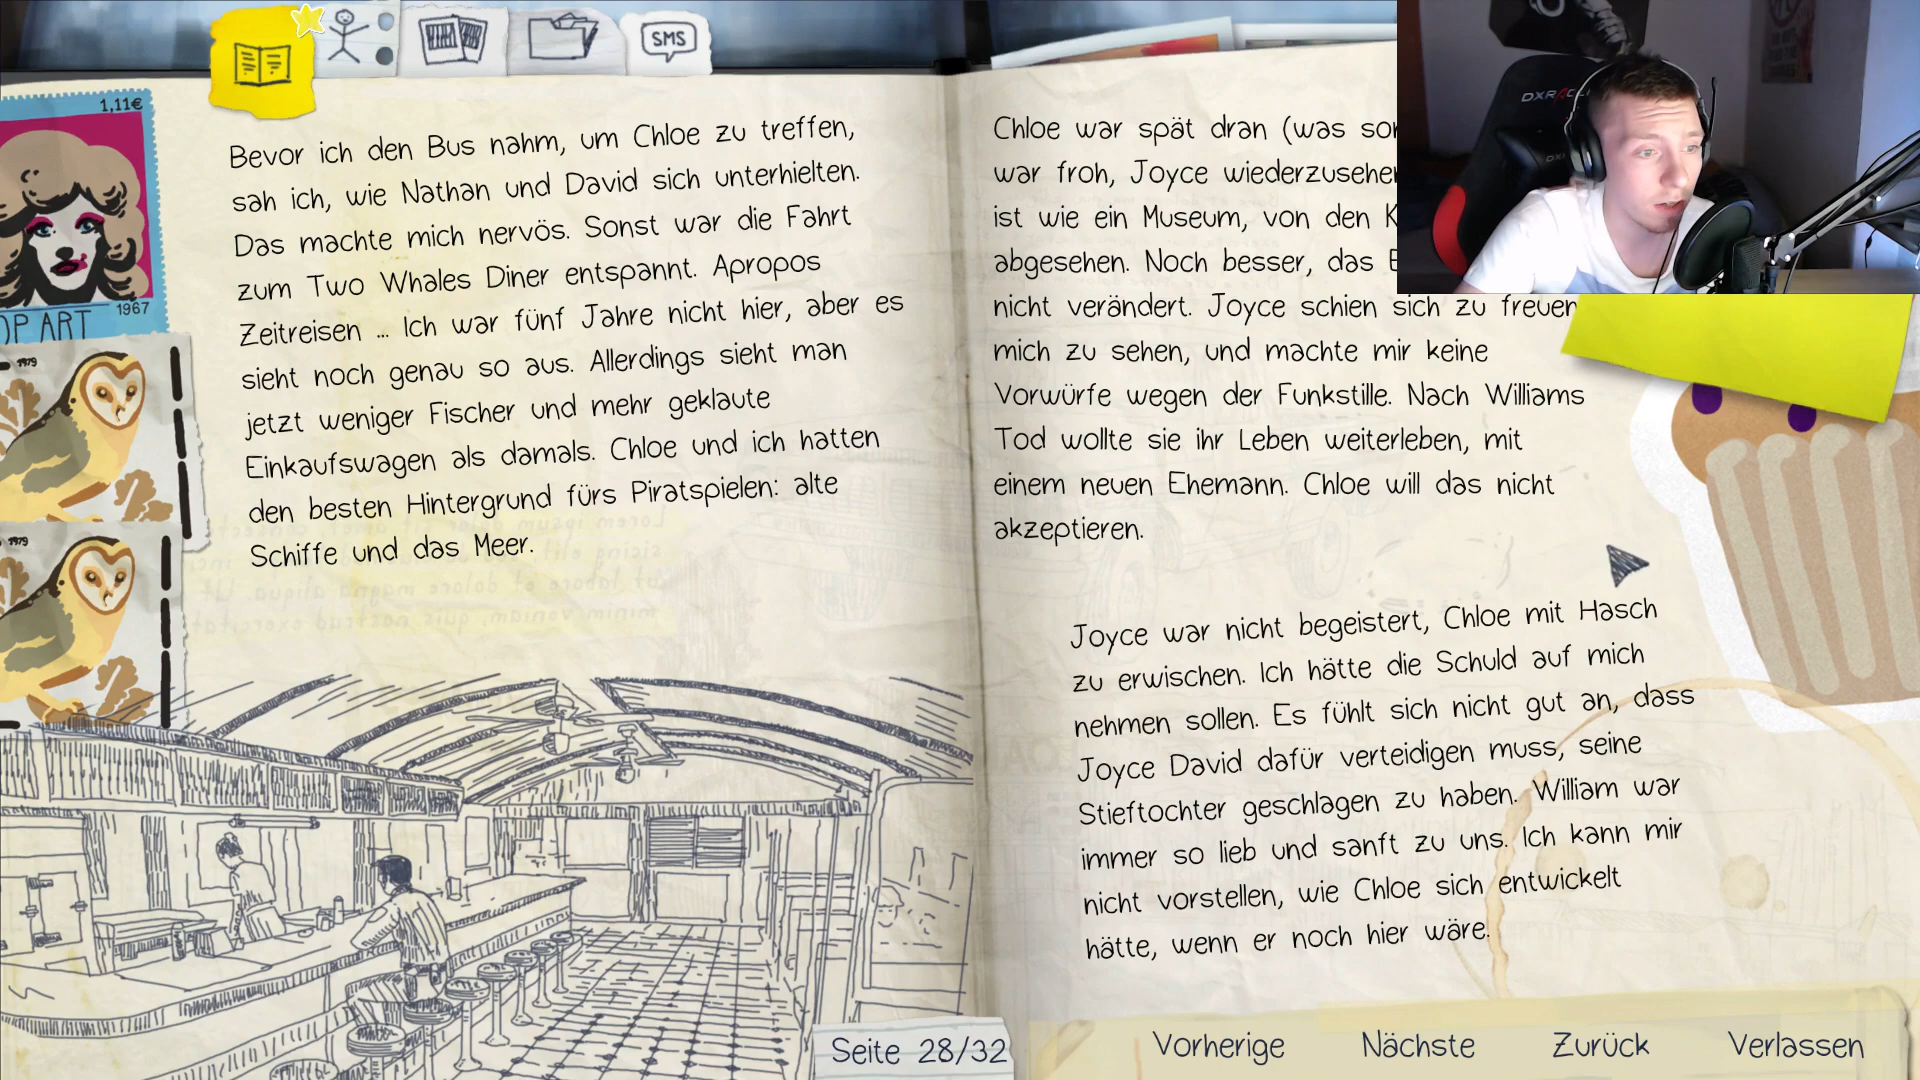 SMS
1,11€
1967
OP ART
1979
1979
Bevor ich den Bus nahm, um Chloe zu treffen,
sah ich, wie Nathan und David sich unterhielten.
Das machte mich nervös. Sonst war die Fahrt
zum Two Whales Diner entspannt. Apropos
Zeitreisen ... Ich war fünf Jahre nicht hier, aber es
sieht noch genau so aus. Allerdings sieht man
jetzt weniger Fischer und mehr geklaute
Einkaufswagen als damals. Chloe und ich hatten
den besten Hintergrund fürs Piratspielen: alte
Schiffe und das Meer.
Chloe war spät dran (was
war froh, Joyce
ist wie ein Museum, von den
abgesehen. Noch besser, das
nicht verändert. Joyce schien sich zu freuen
mich zu sehen, und machte mir keine
Vorwürfe wegen der Funkstille. Nach Williams
Tod wollte sie ihr Leben weiterleben, mit
einem neuen Ehemann. Chloe will das nicht
akzeptieren.
Joyce war nicht begeistert, Chloe mit Hasch
zu erwischen. Ich hätte die Schuld auf mich
nehmen sollen. Es fühlt sich nicht gut an, dass
Joyce David dafür verteidigen muss, seine
Stieftochter geschlagen zu haben. William war
immer so lieb und sanft zu uns. Ich kann mir
nicht vorstellen, wie Chloe sich entwickelt
hätte, wenn er noch hier wäre.
Seite 28/32
Vorherige Nächste Zurück Verlassen